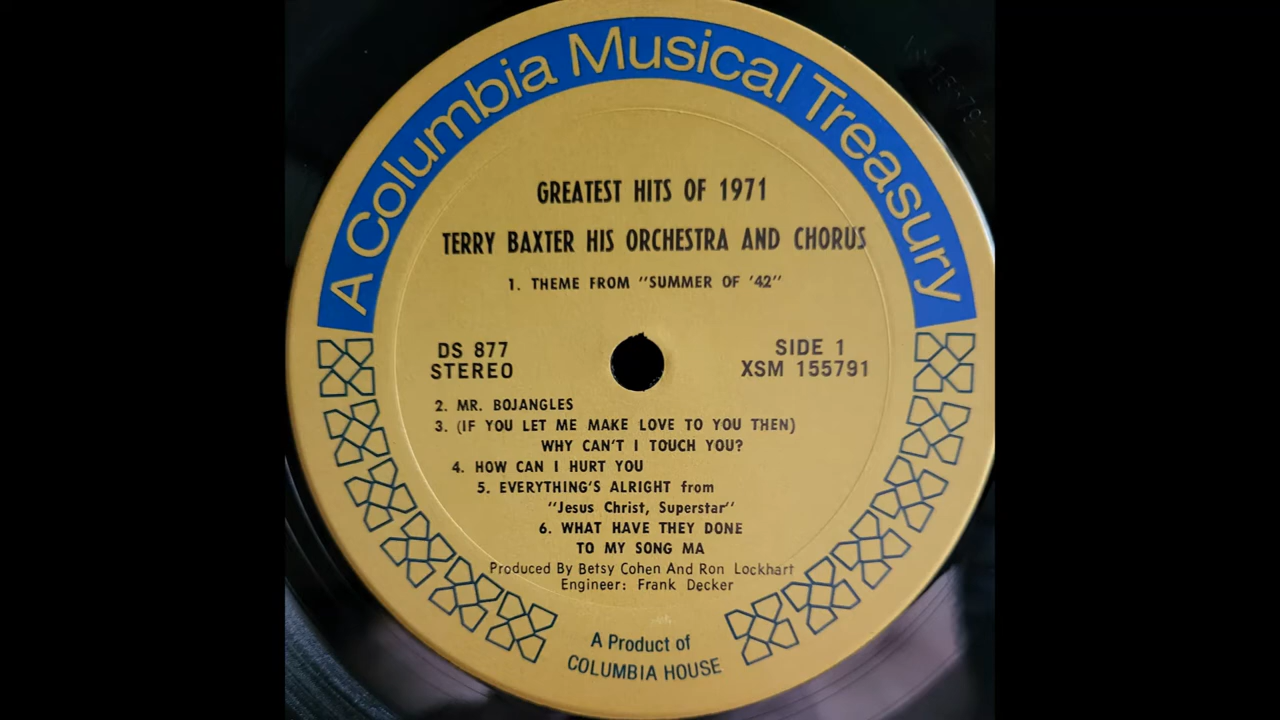 A Columbia Musical Treasury
GREATEST HITS OF 1971
TERRY BAXTER HIS ORCHESTRA AND CHORUS
1. THEME FROM "SUMMER OF '42"
DS 877
STEREO
SIDE 1
XSM 155791
2. MR. BOJANGLES
3. (IF YOU LET ME MAKE LOVE TO YOU THEN)
WHY CAN'T I TOUCH YOU?
4. HOW CAN I HURT YOU
5. EVERYTHING'S ALRIGHT from
"Jesus Christ, Superstar"
6. WHAT HAVE THEY DONE
TO MY SONG MA
Produced By Betsy Cohen And Ron Lockhart
Engineer: Frank Decker
A Product of
COLUMBIA HOUSE